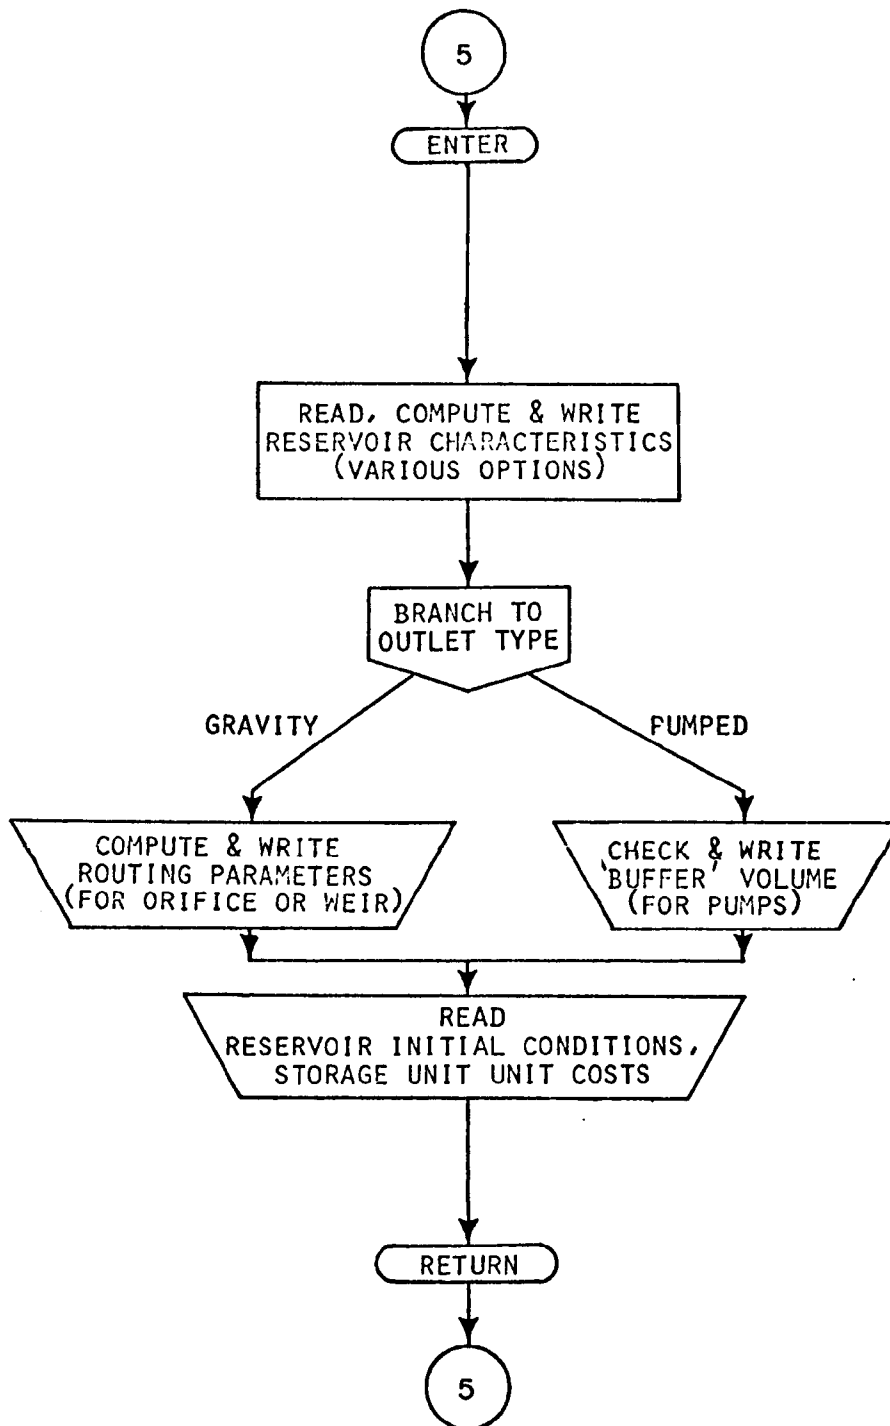 5
ENTER
READ, COMPUTE & WRITE
RESERVOIR CHARACTERISTICS
(VARIOUS OPTIONS)
BRANCH TO
OUTLET TYPE
GRAVITY
PUMPED
COMPUTE & WRITE
ROUTING PARAMETERS
(FOR ORIFICE OR WEIR)
CHECK & WRITE
'BUFFER' VOLUME
(FOR PUMPS)
READ
RESERVOIR INITIAL CONDITIONS,
STORAGE UNIT UNIT COSTS
RETURN
5